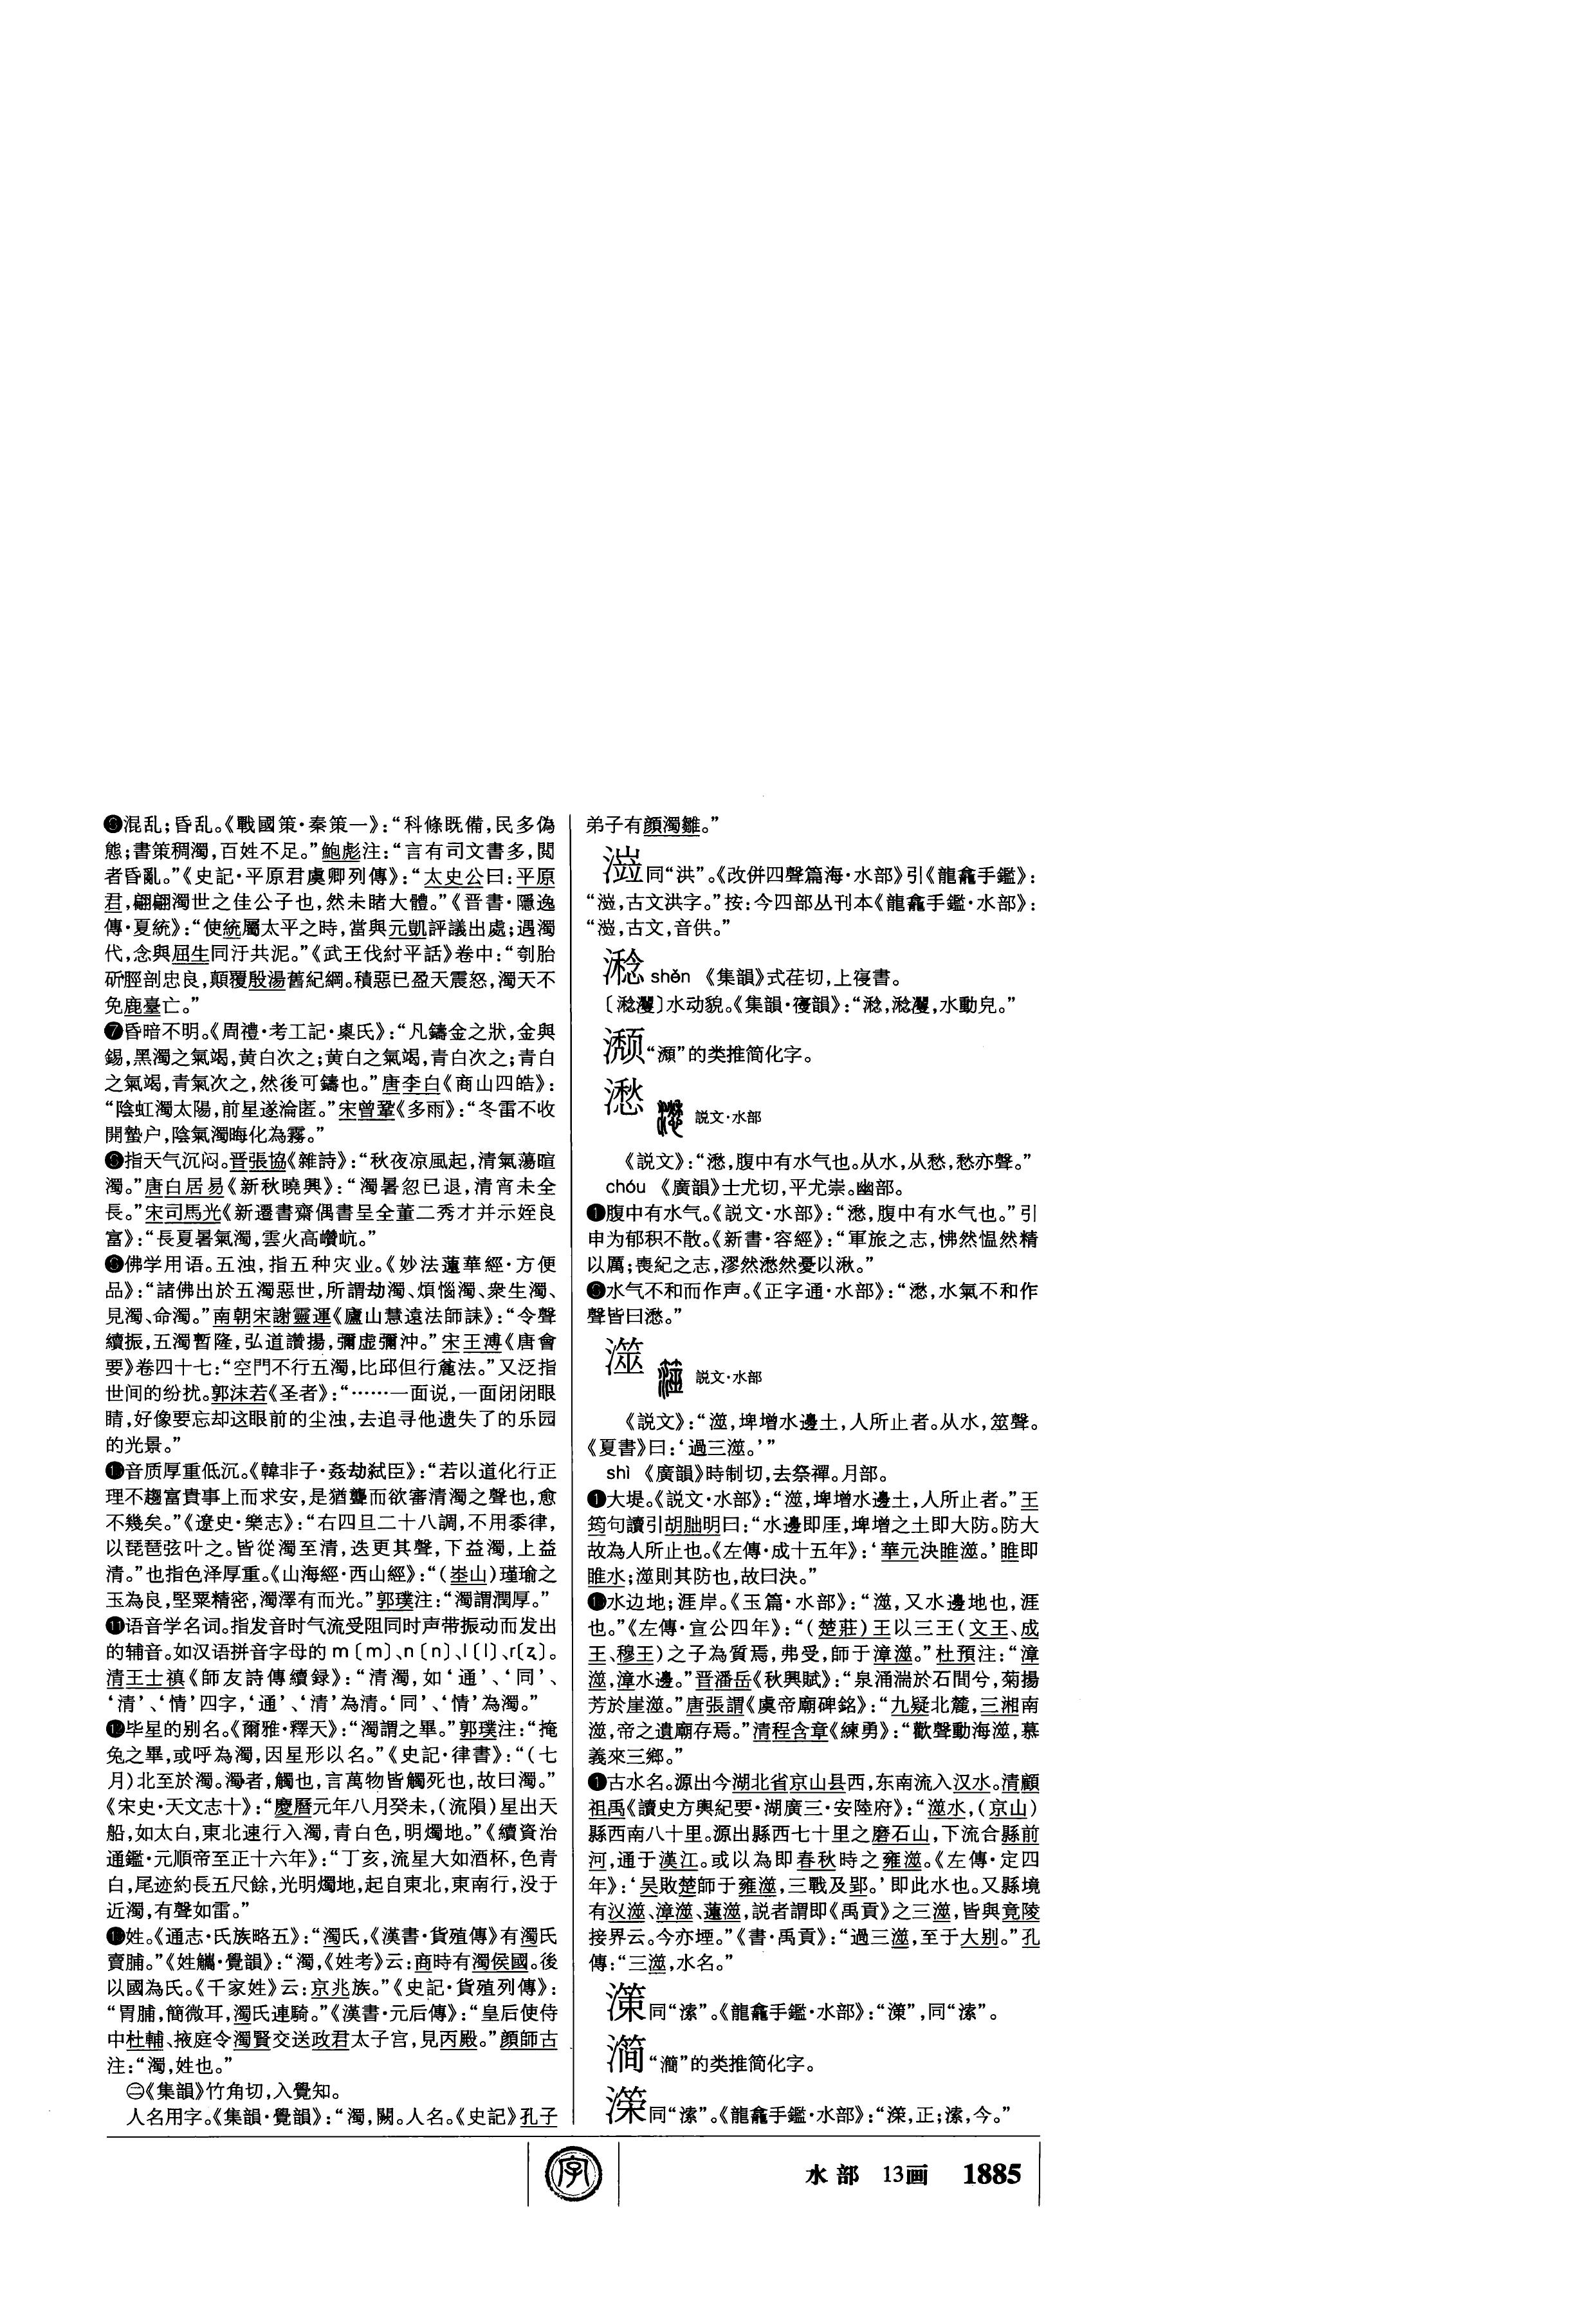 混乱；昏乱。《戰國策·秦策一》：“科條既備，民多偽
態；書策稠濁，百姓不足。”鮑彪注：“言有司文書多，閲
者昏亂。”《史記·平原君虞卿列傳》：“太史公曰：平原
君，翩翩濁世之佳公子也，然未睹大體。”《晋書·隱逸
傳·夏統》：“使統屬太平之時，當與元凱評議出處；遇濁
代，念與屈生同汙共泥。”《武王伐紂平話》卷中：“刳胎
斫脛剖忠良，顛覆殷湯舊紀綱。積惡已盈天震怒，濁天不
免鹿臺亡。”
❼昏暗不明。《周禮·考工記·㮚氏》：“凡鑄金之狀，金與
錫，黑濁之氣竭，黄白次之；黄白之氣竭，青白次之；青白
之氣竭，青氣次之，然後可鑄也。”唐李白《商山四皓》：
“陰虹濁太陽，前星遂淪匿。”宋曾鞏《多雨》：“冬雷不收
開蟄户，陰氣濁晦化為霧。”
指天气沉闷。晋張協《雜詩》：“秋夜凉風起，清氣蕩暄
濁。”唐白居易《新秋曉興》：“濁暑忽已退，清宵未全
長。”宋司馬光《新遷書齋偶書呈全董二秀才并示姪良
富》：“長夏暑氣濁，雲火高巑岏。”
佛学用语。五浊，指五种灾业。《妙法蓮華經·方便
品》：“諸佛出於五濁惡世，所謂劫濁、煩惱濁、衆生濁、
見濁、命濁。”南朝宋謝靈運《廬山慧遠法師誄》：“令聲
續振，五濁暫隆，弘道讚揚，彌虚彌沖。”宋王溥《唐會
要》卷四十七：“空門不行五濁，比邱但行麄法。”又泛指
世间的纷扰。郭沫若《圣者》：“……一面说，一面闭闭眼
睛，好像要忘却这眼前的尘浊，去追寻他遗失了的乐园
的光景。”
音质厚重低沉。《韓非子·姦劫弑臣》：“若以道化行正
理不趨富貴事上而求安，是猶聾而欲審清濁之聲也，愈
不幾矣。”《遼史·樂志》：“右四旦二十八調，不用黍律，
以琵琶弦叶之。皆從濁至清，迭更其聲，下益濁，上益
清。”也指色泽厚重。《山海經·西山經》：“（峚山）瑾瑜之
玉為良，堅粟精密，濁澤有而光。”郭璞注：“濁謂潤厚。”
⓫语音学名词。指发音时气流受阻同时声带振动而发出
的辅音。如汉语拼音字母的m〔m〕、n〔n〕、l〔l〕、r〔ʐ〕。
清王士禛《師友詩傳續録》：“清濁，如‘通’、‘同’、
‘清’、‘情’四字，‘通’、‘清’為清。‘同’、‘情’為濁。”
⓬毕星的别名。《爾雅·釋天》：“濁謂之畢。”郭璞注：“掩
兔之畢，或呼為濁，因星形以名。”《史記·律書》：“（七
月）北至於濁。濁者，觸也，言萬物皆觸死也，故曰濁。”
《宋史·天文志十》：“慶曆元年八月癸未，（流隕）星出天
船，如太白，東北速行入濁，青白色，明燭地。”《續資治
通鑑·元順帝至正十六年》：“丁亥，流星大如酒杯，色青
白，尾迹約長五尺餘，光明燭地，起自東北，東南行，没于
近濁，有聲如雷。”
姓。《通志·氏族略五》：“濁氏，《漢書·貨殖傳》有濁氏
賣脯。”《姓觿·覺韻》：“濁，《姓考》云：商時有濁侯國。後
以國為氏。《千家姓》云：京兆族。”《史記·貨殖列傳》：
“胃脯，簡微耳，濁氏連騎。”《漢書·元后傳》：“皇后使侍
中杜輔、掖庭令濁賢交送政君太子宫，見丙殿。”顔師古
注：“濁，姓也。”
㊁《集韻》竹角切，入覺知。
人名用字。《集韻·覺韻》：“濁，闕。人名。《史記》孔子
弟子有顔濁雛。”
同“洪”。《改併四聲篇海·水部》引《龍龕手鑑》：
“，古文洪字。”按：今四部丛刊本《龍龕手鑑·水部》：
“，古文，音供。”
shěn 《集韻》式荏切，上寑書。
水动貌。《集韻·寑韻》：“水動皃。”
“瀕”的类推简化字。
㵞 説文·水部
《説文》：“㵞，腹中有水气也。从水，从愁，愁亦聲。”
chóu 《廣韻》士尤切，平尤崇。幽部。
❶腹中有水气。《説文·水部》：“㵞，腹中有水气也。”引
申为郁积不散。《新書·容經》：“軍旅之志，怫然愠然精
以厲；喪紀之志，漻然㵞然憂以湫。”
水气不和而作声。《正字通·水部》：“㵞，水氣不和作
聲皆曰㵞。”
澨 説文·水部
《説文》：“澨，埤增水邊土，人所止者。从水，筮聲。
《夏書》曰：‘過三澨。’”
shì 《廣韻》時制切，去祭禪。月部。
❶大堤。《説文·水部》：“澨，埤增水邊土，人所止者。”王
筠句讀引胡朏明曰：“水邊即厓，埤增之土即大防。防大
故為人所止也。《左傳·成十五年》：‘華元決睢澨。’睢即
睢水；澨則其防也，故曰決。”
水边地；涯岸。《玉篇·水部》：“澨，又水邊地也，涯
也。”《左傳·宣公四年》：“（楚莊）王以三王（文王、成
王、穆王）之子為質焉，弗受，師于漳澨。”杜預注：“漳
澨，漳水邊。”晋潘岳《秋興賦》：“泉涌湍於石間兮，菊揚
芳於崖澨。”唐張謂《虞帝廟碑銘》：“九疑北麓，三湘南
澨，帝之遺廟存焉。”清程含章《練勇》：“歡聲動海澨，慕
義來三鄉。”
古水名。源出今湖北省京山县西，东南流入汉水。清顧
祖禹《讀史方輿紀要·湖廣三·安陸府》：“澨水，（京山）
縣西南八十里。源出縣西七十里之磨石山，下流合縣前
河，通于漢江。或以為即春秋時之雍澨。《左傳·定四
年》：‘吴敗楚師于雍澨，三戰及郢。’即此水也。又縣境
有汊澨、漳澨、薳澨，説者謂即《禹貢》之三澨，皆與竟陵
接界云。今亦堙。”《書·禹貢》：“過三澨，至于大别。”孔
傳：“三澨，水名。”
同“潫”。《龍龕手鑑·水部》：
“瀰”的类推简化字。
水部 13画 1885